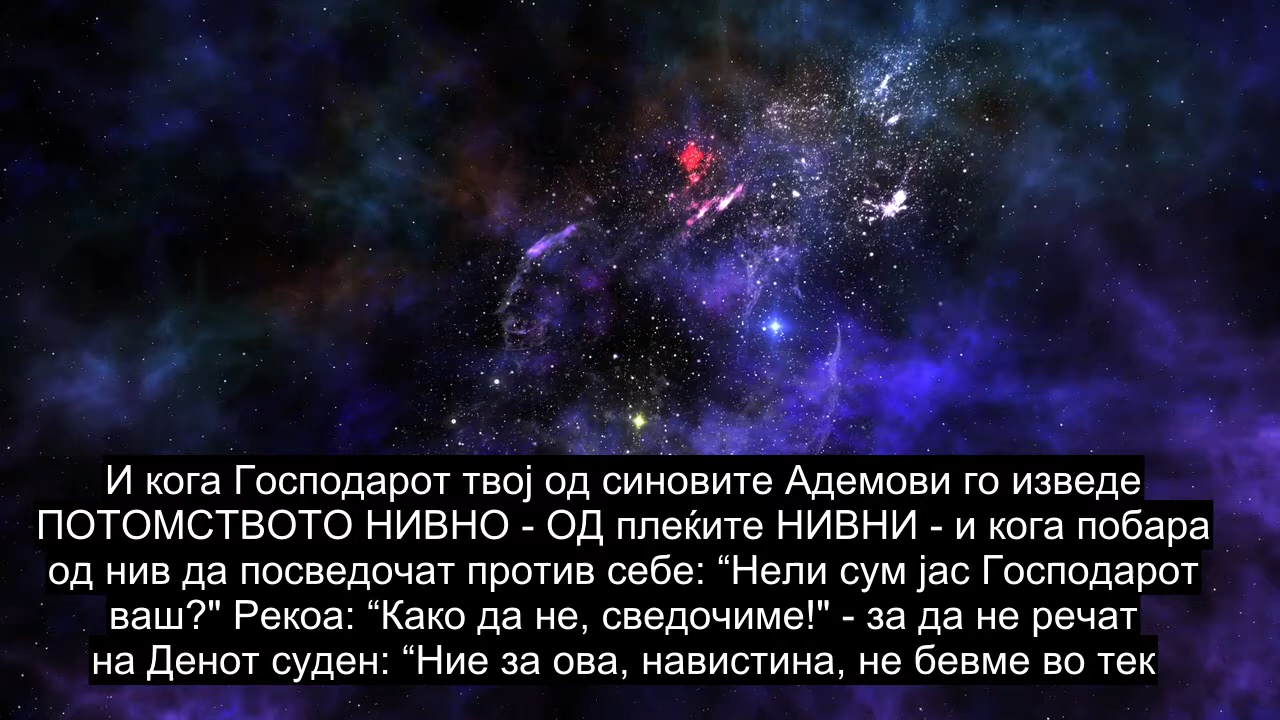 И кога Господарот твој од синовите Адемови го изведе
ПОТОМСТВОТО НИВНО - ОД плеќите НИВНИ - и кога побара
од нив да посведочат против себе: “Нели сум јас Господарот
ваш?" Рекоа: “Како да не, сведочиме!" - за да не речат
на Денот суден: “Ние за ова, навистина, не бевме во тек